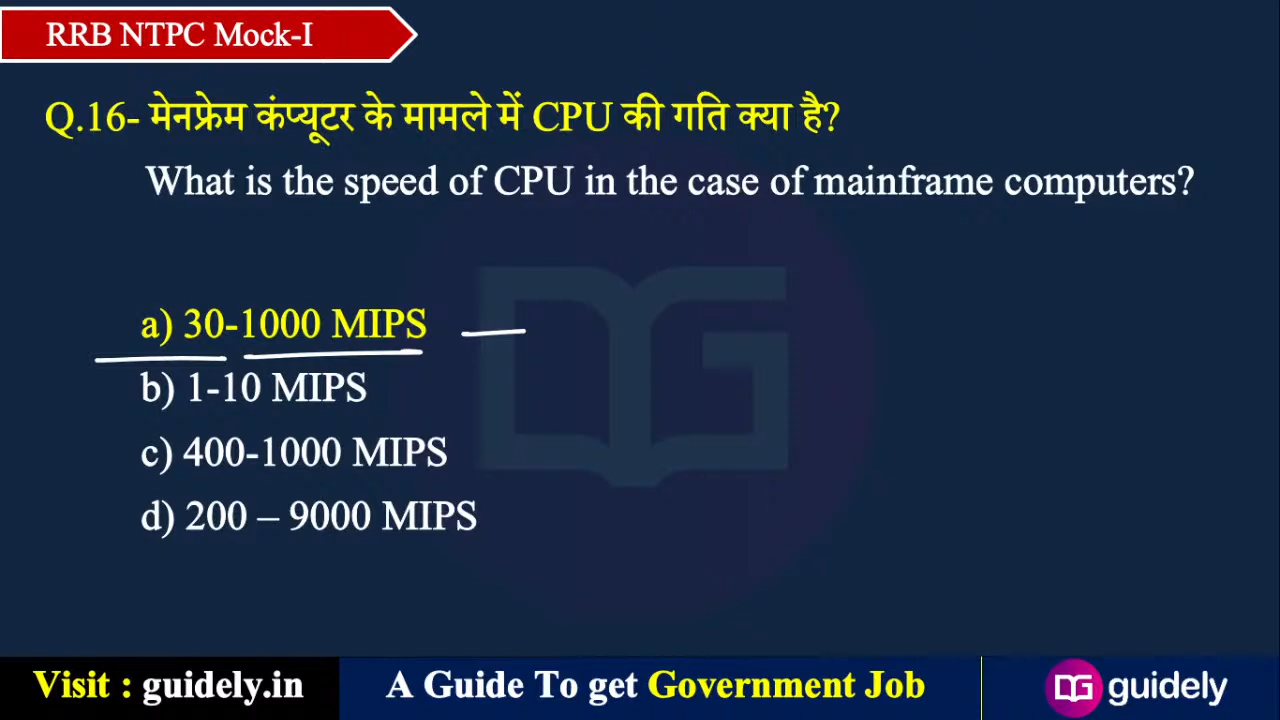 RRB NTPC Mock-I
Q.16- मेनफ्रेम कंप्यूटर के मामले में CPU की गति क्या है?
What is the speed of CPU in the case of mainframe computers?
a) 30-1000 MIPS
b) 1-10 MIPS
c) 400-1000 MIPS
d) 200 – 9000 MIPS
Visit : guidely.in
A Guide To get Government Job
guidely